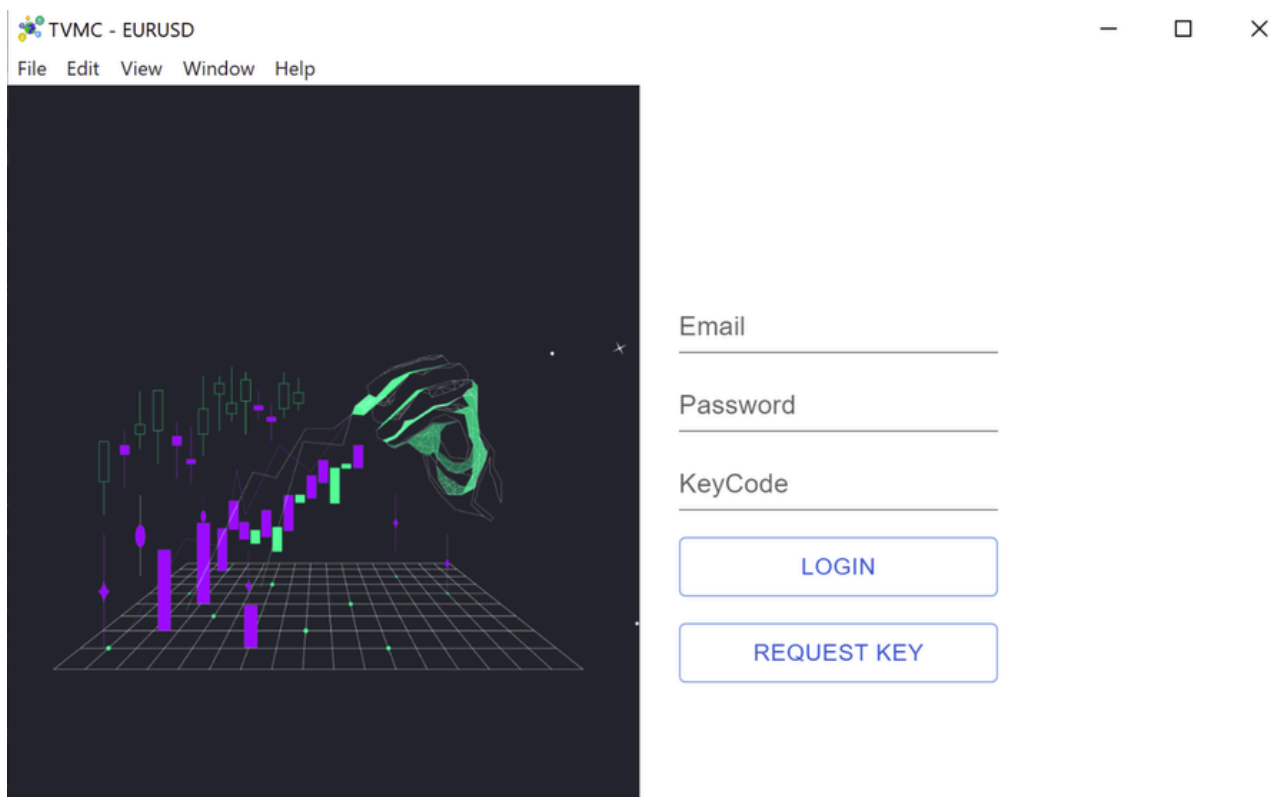 TVMC - EURUSD
File Edit View Window Help
Email
Password
KeyCode
LOGIN
REQUEST KEY